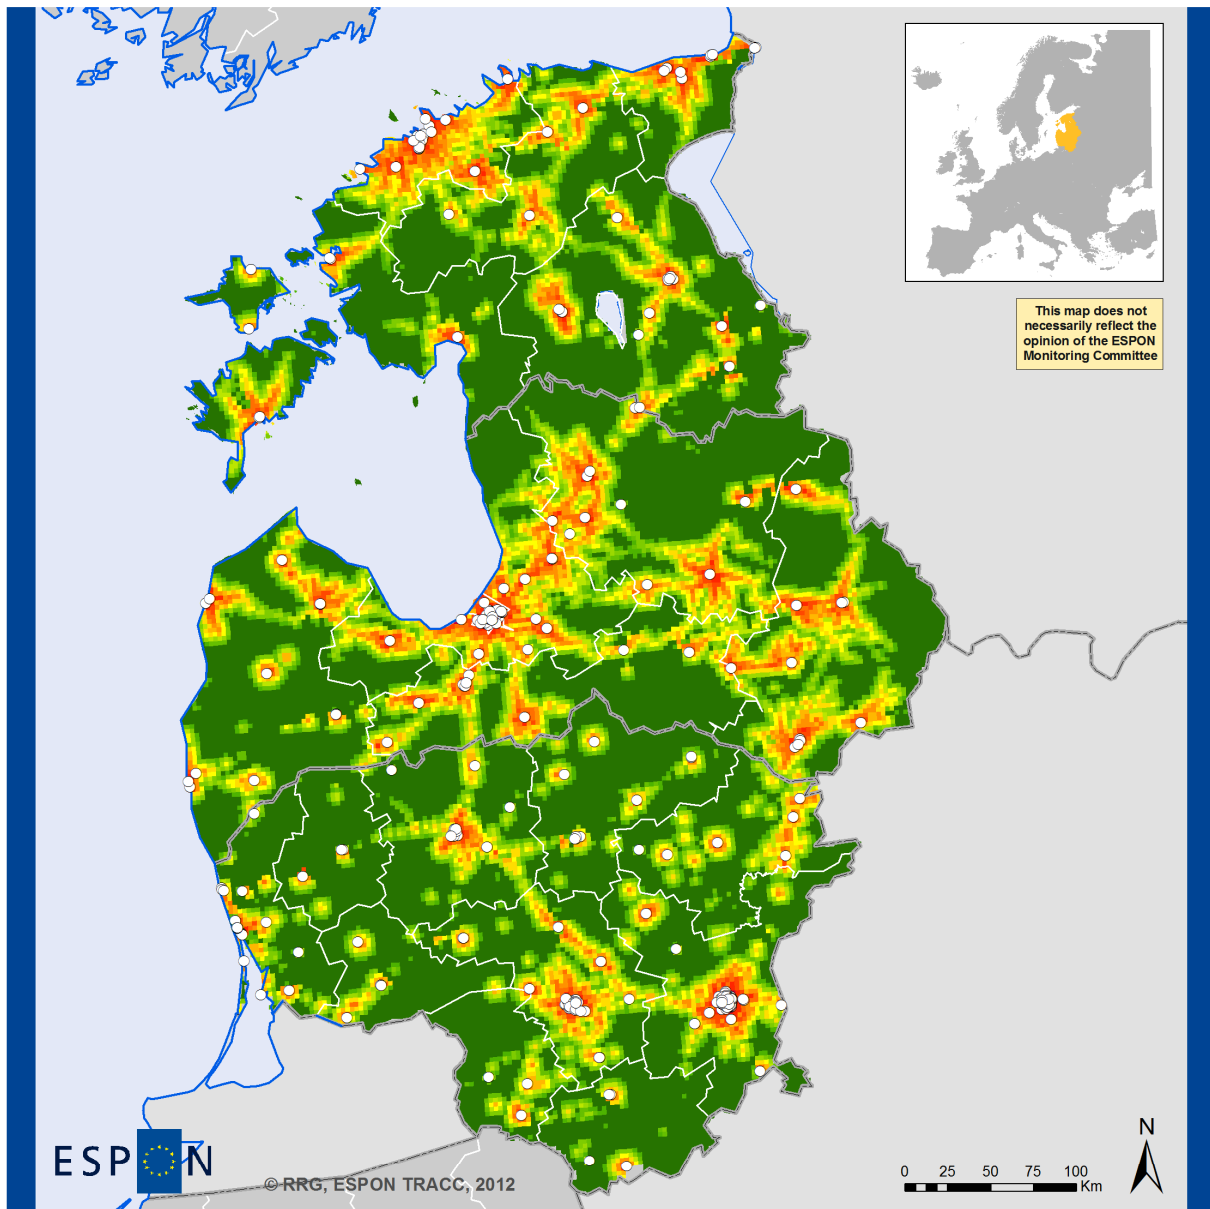 This map does not
necessarily reflect the
opinion of the ESPON
Monitoring Committee
N
0 25 50 75 100
Km
ESPON
© RRG, ESPON TRACC, 2012